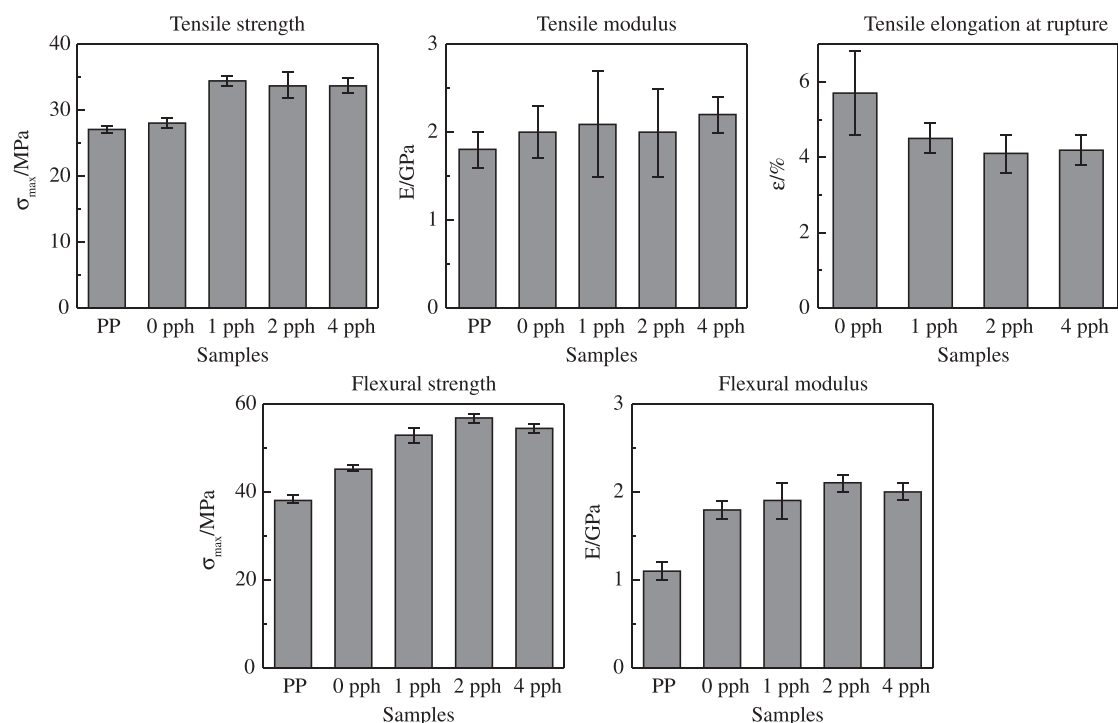 Tensile strength
40
30
20
10
0
σmax/MPa
PP 0 pph 1 pph 2 pph 4 pph
Samples
Tensile modulus
3
2
1
0
E/GPa
PP 0 pph 1 pph 2 pph 4 pph
Samples
Tensile elongation at rupture
6
4
2
0
ε/%
0 pph 1 pph 2 pph 4 pph
Samples
Flexural strength
60
40
20
0
σmax/MPa
PP 0 pph 1 pph 2 pph 4 pph
Samples
Flexural modulus
3
2
1
0
E/GPa
PP 0 pph 1 pph 2 pph 4 pph
Samples